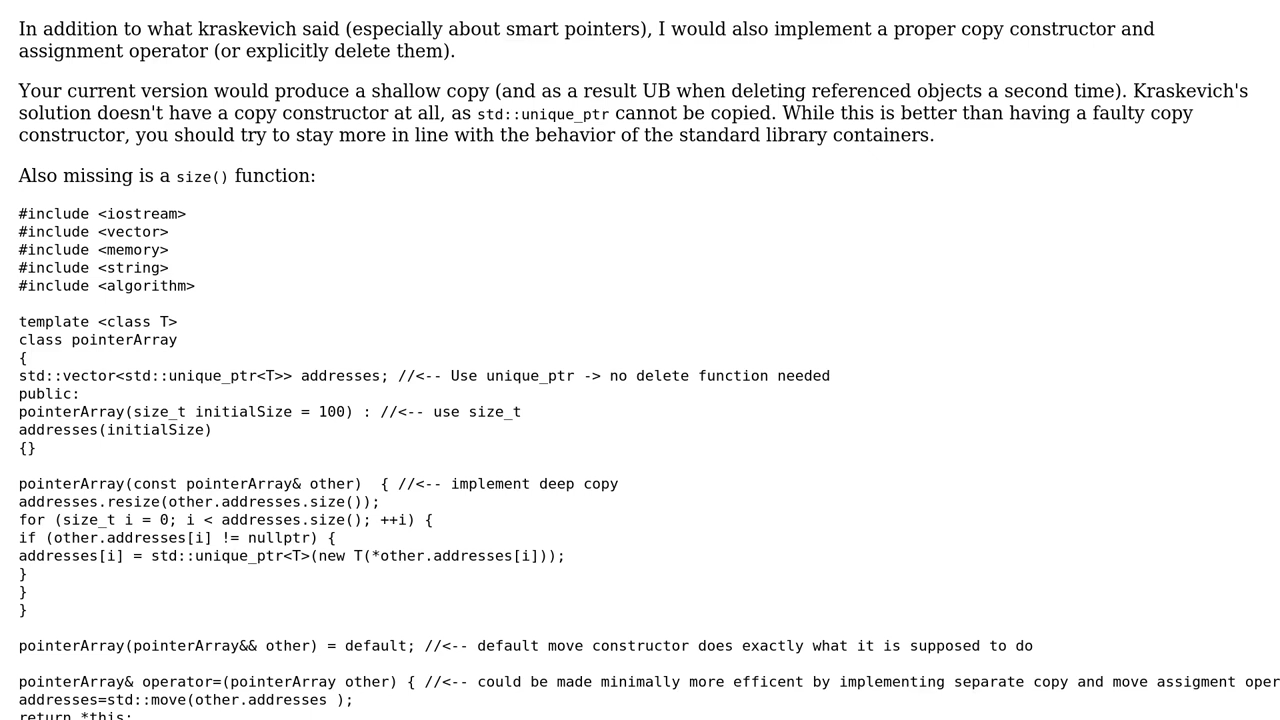 In addition to what kraskevich said (especially about smart pointers), I would also implement a proper copy constructor and
assignment operator (or explicitly delete them).
Your current version would produce a shallow copy (and as a result UB when deleting referenced objects a second time). Kraskevich's
solution doesn't have a copy constructor at all, as std::unique_ptr cannot be copied. While this is better than having a faulty copy
constructor, you should try to stay more in line with the behavior of the standard library containers.
Also missing is a size() function:
#include <iostream>
#include <vector>
#include <memory>
#include <string>
#include <algorithm>
template <class T>
class pointerArray
{
std::vector<std::unique_ptr<T>> addresses; //<-- Use unique_ptr -> no delete function needed
public:
pointerArray(size_t initialSize = 100) : //<-- use size_t
addresses(initialSize)
{}
pointerArray(const pointerArray& other)  { //<-- implement deep copy
addresses.resize(other.addresses.size());
for (size_t i = 0; i < addresses.size(); ++i) {
if (other.addresses[i] != nullptr) {
addresses[i] = std::unique_ptr<T>(new T(*other.addresses[i]));
}
}
}
pointerArray(pointerArray&& other) = default; //<-- default move constructor does exactly what it is supposed to do
pointerArray& operator=(pointerArray other) { //<-- could be made minimally more efficent by implementing separate copy and move assigment oper
addresses=std::move(other.addresses );
return *this;